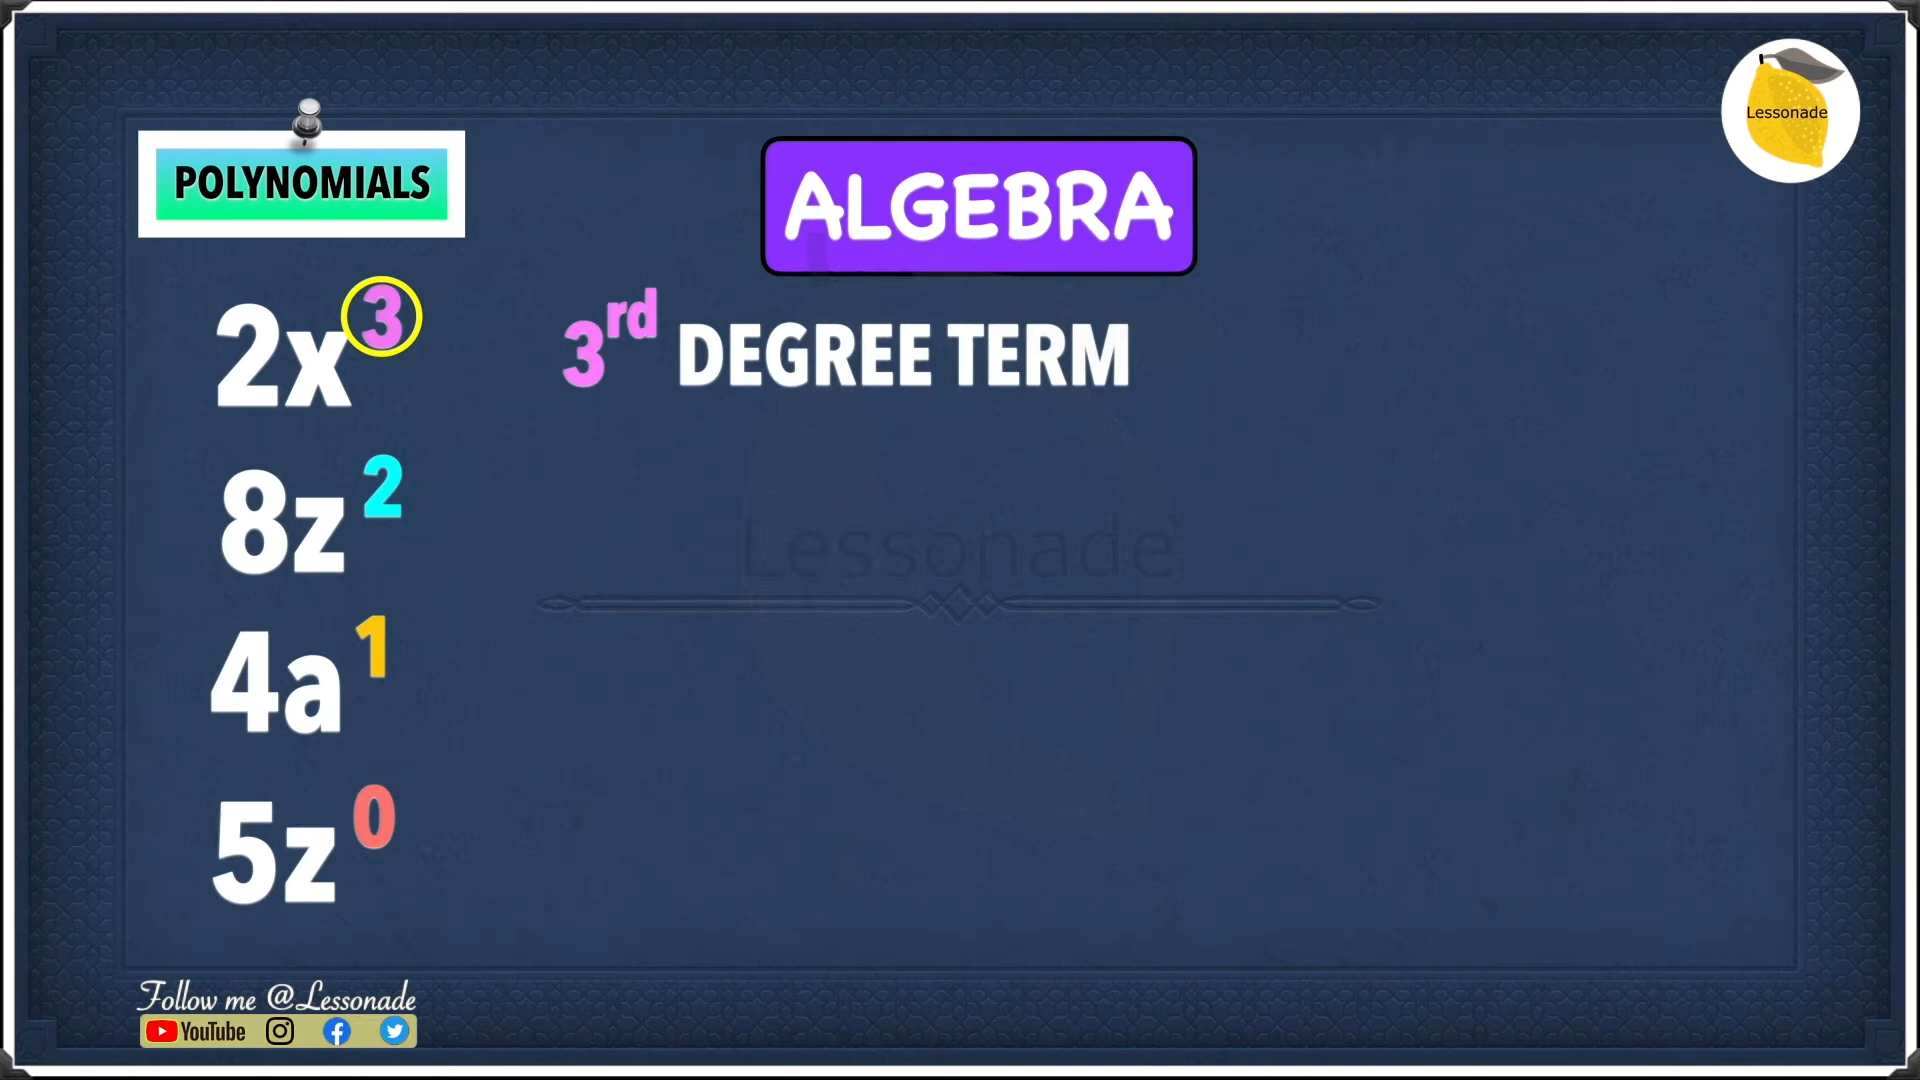 Lessonade
POLYNOMIALS
ALGEBRA
2x³
3rd DEGREE TERM
8z²
Lessonade
4a¹
5z⁰
Follow me @Lessonade
YouTube